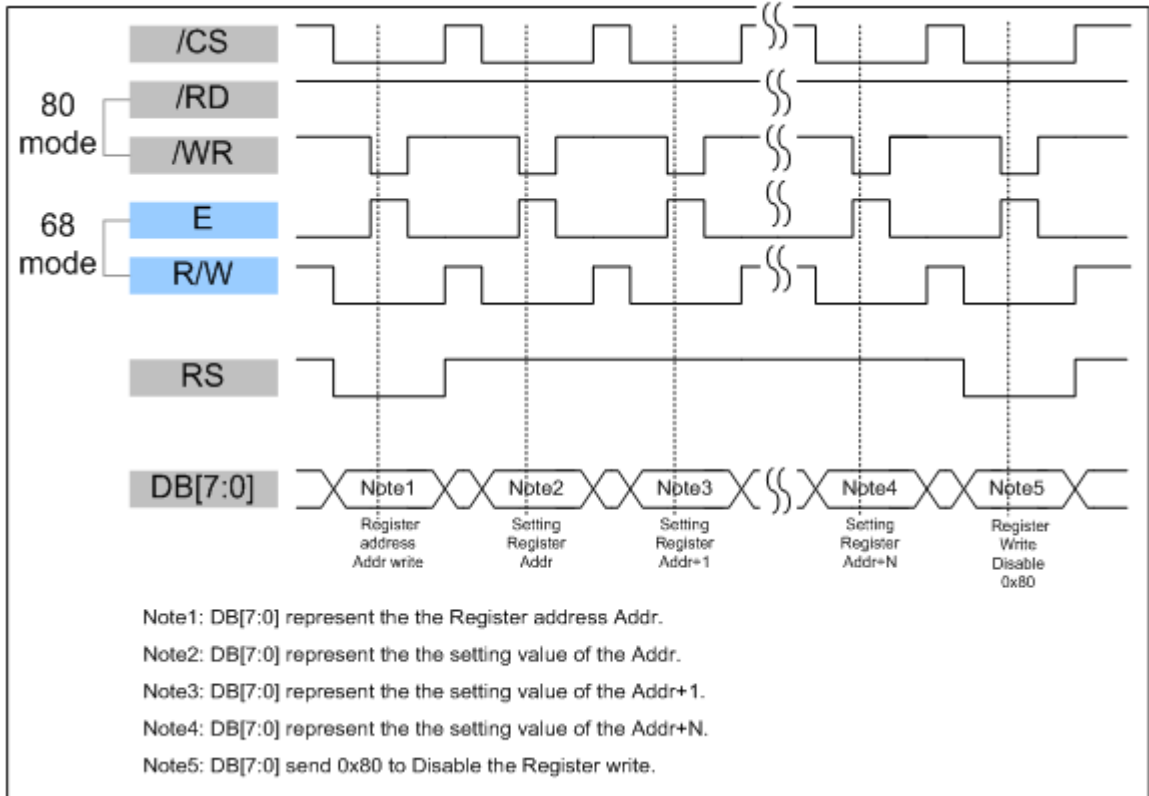 /CS
80 mode
/RD
/WR
68 mode
E
R/W
RS
DB[7:0]
Note1 Note2 Note3 Note4 Note5
Register address Addr write
Setting Register Addr
Setting Register Addr+1
Setting Register Addr+N
Register Write Disable 0x80
Note1: DB[7:0] represent the the Register address Addr.
Note2: DB[7:0] represent the the setting value of the Addr.
Note3: DB[7:0] represent the the setting value of the Addr+1.
Note4: DB[7:0] represent the the setting value of the Addr+N.
Note5: DB[7:0] send 0x80 to Disable the Register write.